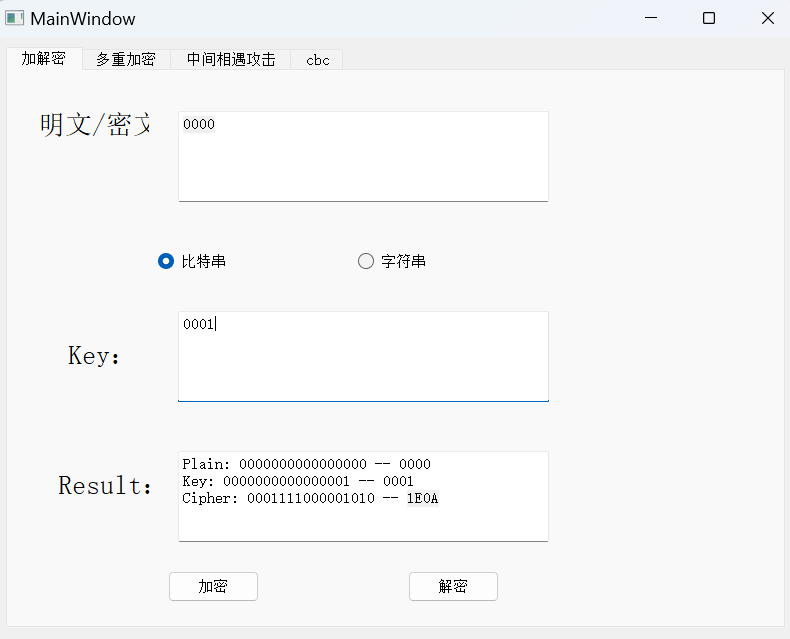 MainWindow
加解密 多重加密 中间相遇攻击 cbc
明文/密文
0000
比特串 字符串
Key:
0001
Result:
Plain: 0000000000000000 -- 0000
Key: 0000000000000001 -- 0001
Cipher: 0001111000001010 -- 1E0A
加密 解密